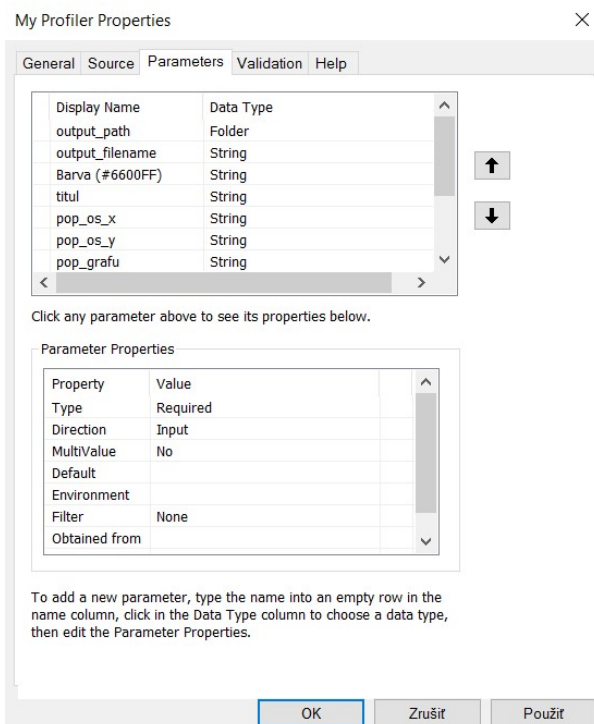 My Profiler Properties
General Source Parameters Validation Help
Display Name Data Type
output_path Folder
output_filename String
Barva (#6600FF) String
titul String
pop_os_x String
pop_os_y String
pop_grafu String
Click any parameter above to see its properties below.
Parameter Properties
Property Value
Type Required
Direction Input
MultiValue No
Default
Environment
Filter None
Obtained from
To add a new parameter, type the name into an empty row in the
name column, click in the Data Type column to choose a data type,
then edit the Parameter Properties.
OK Zrušiť Použiť